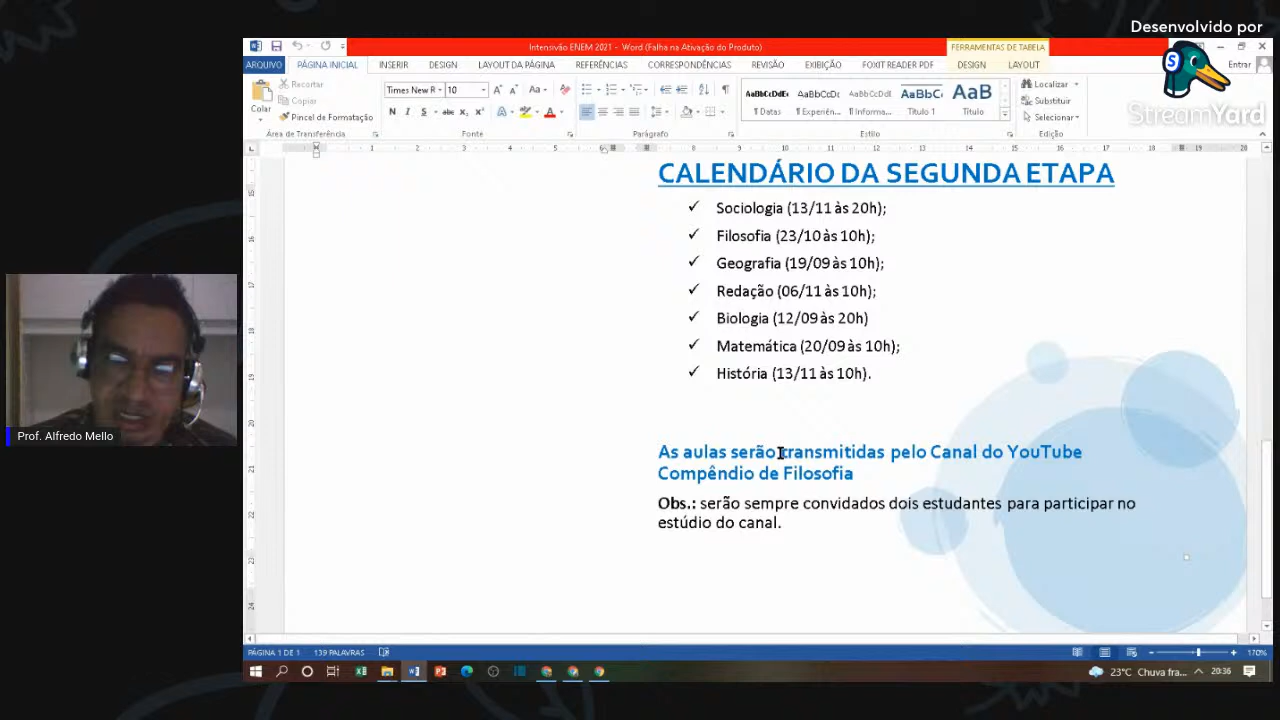 Desenvolvido por
StreamYard
Intensivão ENEM 2021 - Word (Falha na Ativação do Produto)
FERRAMENTAS DE TABELA
ARQUIVO PÁGINA INICIAL INSERIR DESIGN LAYOUT DA PÁGINA REFERÊNCIAS CORRESPONDÊNCIAS REVISÃO EXIBIÇÃO FOXIT READER PDF DESIGN LAYOUT Entrar
Colar
Recortar
Copiar
Pincel de Formatação
Área de Transferência
Times New R 10
Fonte
Parágrafo
AaBbCcDdEe AaBbCcDc AaBbCcDdE AaBbCc AaB
¶ Datas ¶ Experiên... ¶ Informa... Título 1 Título
Estilo
Localizar
Substituir
Selecionar
Edição
CALENDÁRIO DA SEGUNDA ETAPA
✓ Sociologia (13/11 às 20h);
✓ Filosofia (23/10 às 10h);
✓ Geografia (19/09 às 10h);
✓ Redação (06/11 às 10h);
✓ Biologia (12/09 às 20h)
✓ Matemática (20/09 às 10h);
✓ História (13/11 às 10h).
As aulas serão transmitidas pelo Canal do YouTube
Compêndio de Filosofia
Obs.: serão sempre convidados dois estudantes para participar no
estúdio do canal.
Prof. Alfredo Mello
PÁGINA 1 DE 1 139 PALAVRAS 170%
23°C Chuva fra... 20:36